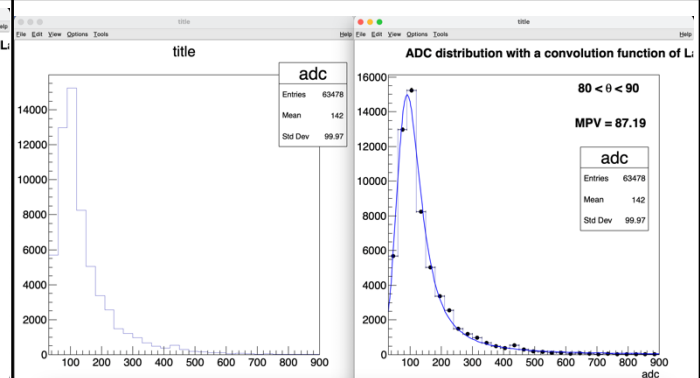 elp
title
title
File Edit View Options Tools
Help
File Edit View Options Tools
Help
title
ADC distribution with a convolution function of La
adc
Entries 63478
Mean 142
Std Dev 99.97
14000
12000
10000
8000
6000
4000
2000
0
100 200 300 400 500 600 700 800 900
80 < θ < 90
MPV = 87.19
adc
Entries 63478
Mean 142
Std Dev 99.97
16000
14000
12000
10000
8000
6000
4000
2000
0
100 200 300 400 500 600 700 800 900
adc